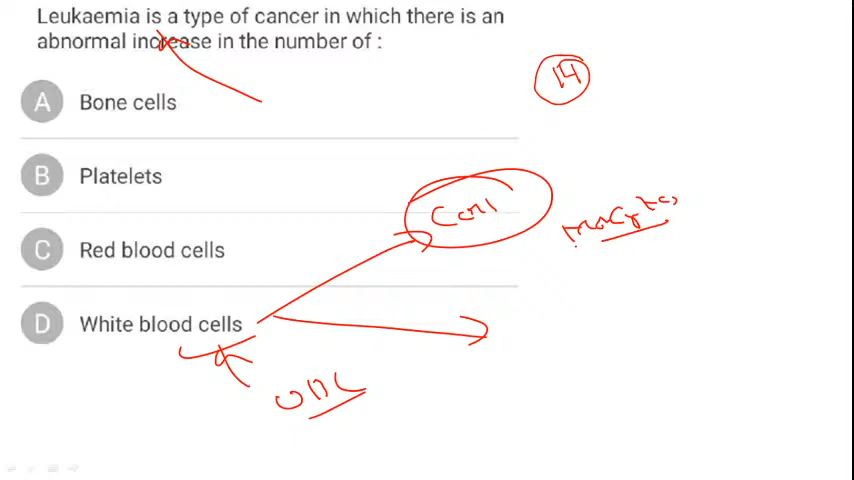 Leukaemia is a type of cancer in which there is an
abnormal increase in the number of :
14
A Bone cells
B Platelets
C Red blood cells
D White blood cells